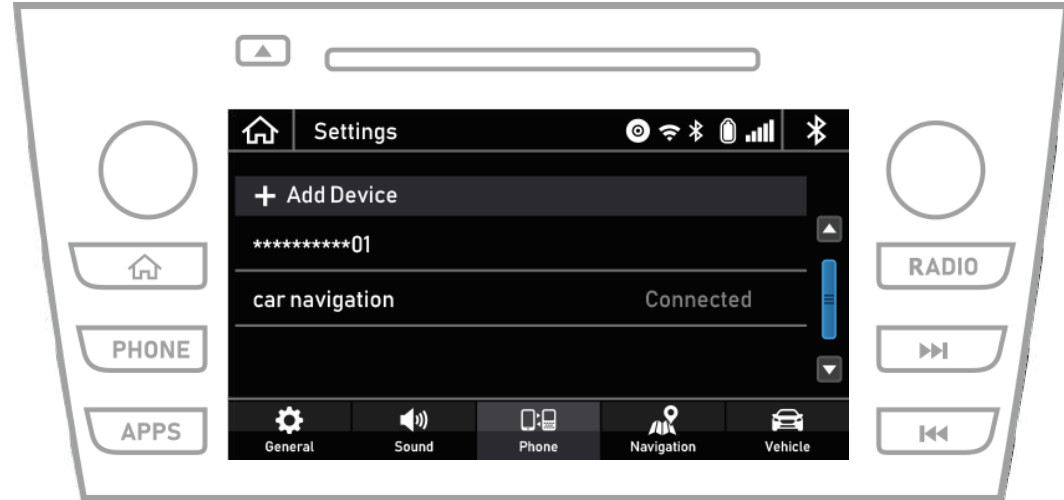 Settings
+ Add Device
**********01
car navigation Connected
RADIO
PHONE
APPS
General Sound Phone Navigation Vehicle